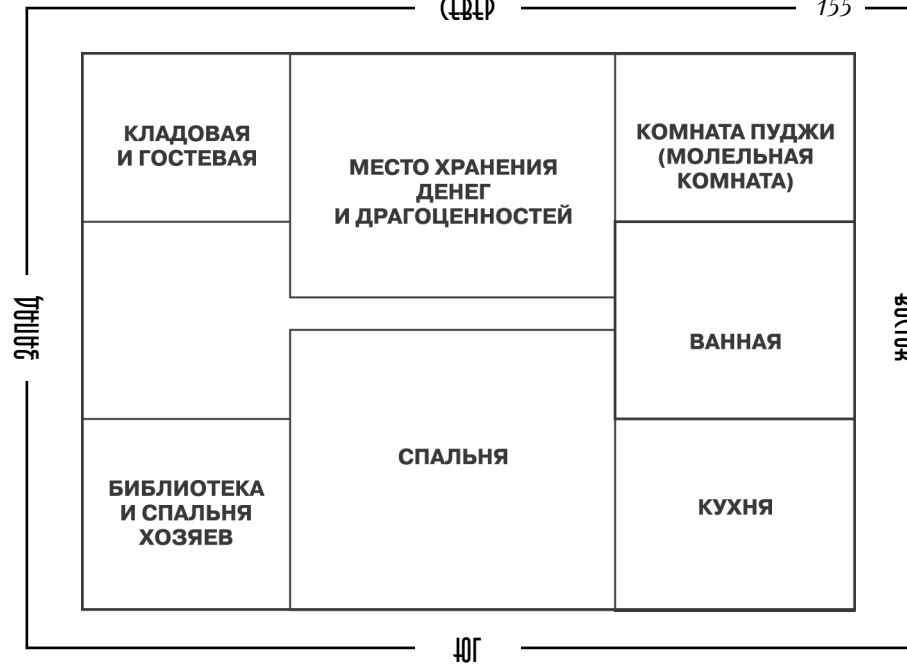 СЕВЕР
155
КЛАДОВАЯ
И ГОСТЕВАЯ
МЕСТО ХРАНЕНИЯ
ДЕНЕГ
И ДРАГОЦЕННОСТЕЙ
КОМНАТА ПУДЖИ
(МОЛЕЛЬНАЯ
КОМНАТА)
ЗАПАД
ВАННАЯ
ВОСТОК
СПАЛЬНЯ
БИБЛИОТЕКА
И СПАЛЬНЯ
ХОЗЯЕВ
КУХНЯ
ЮГ